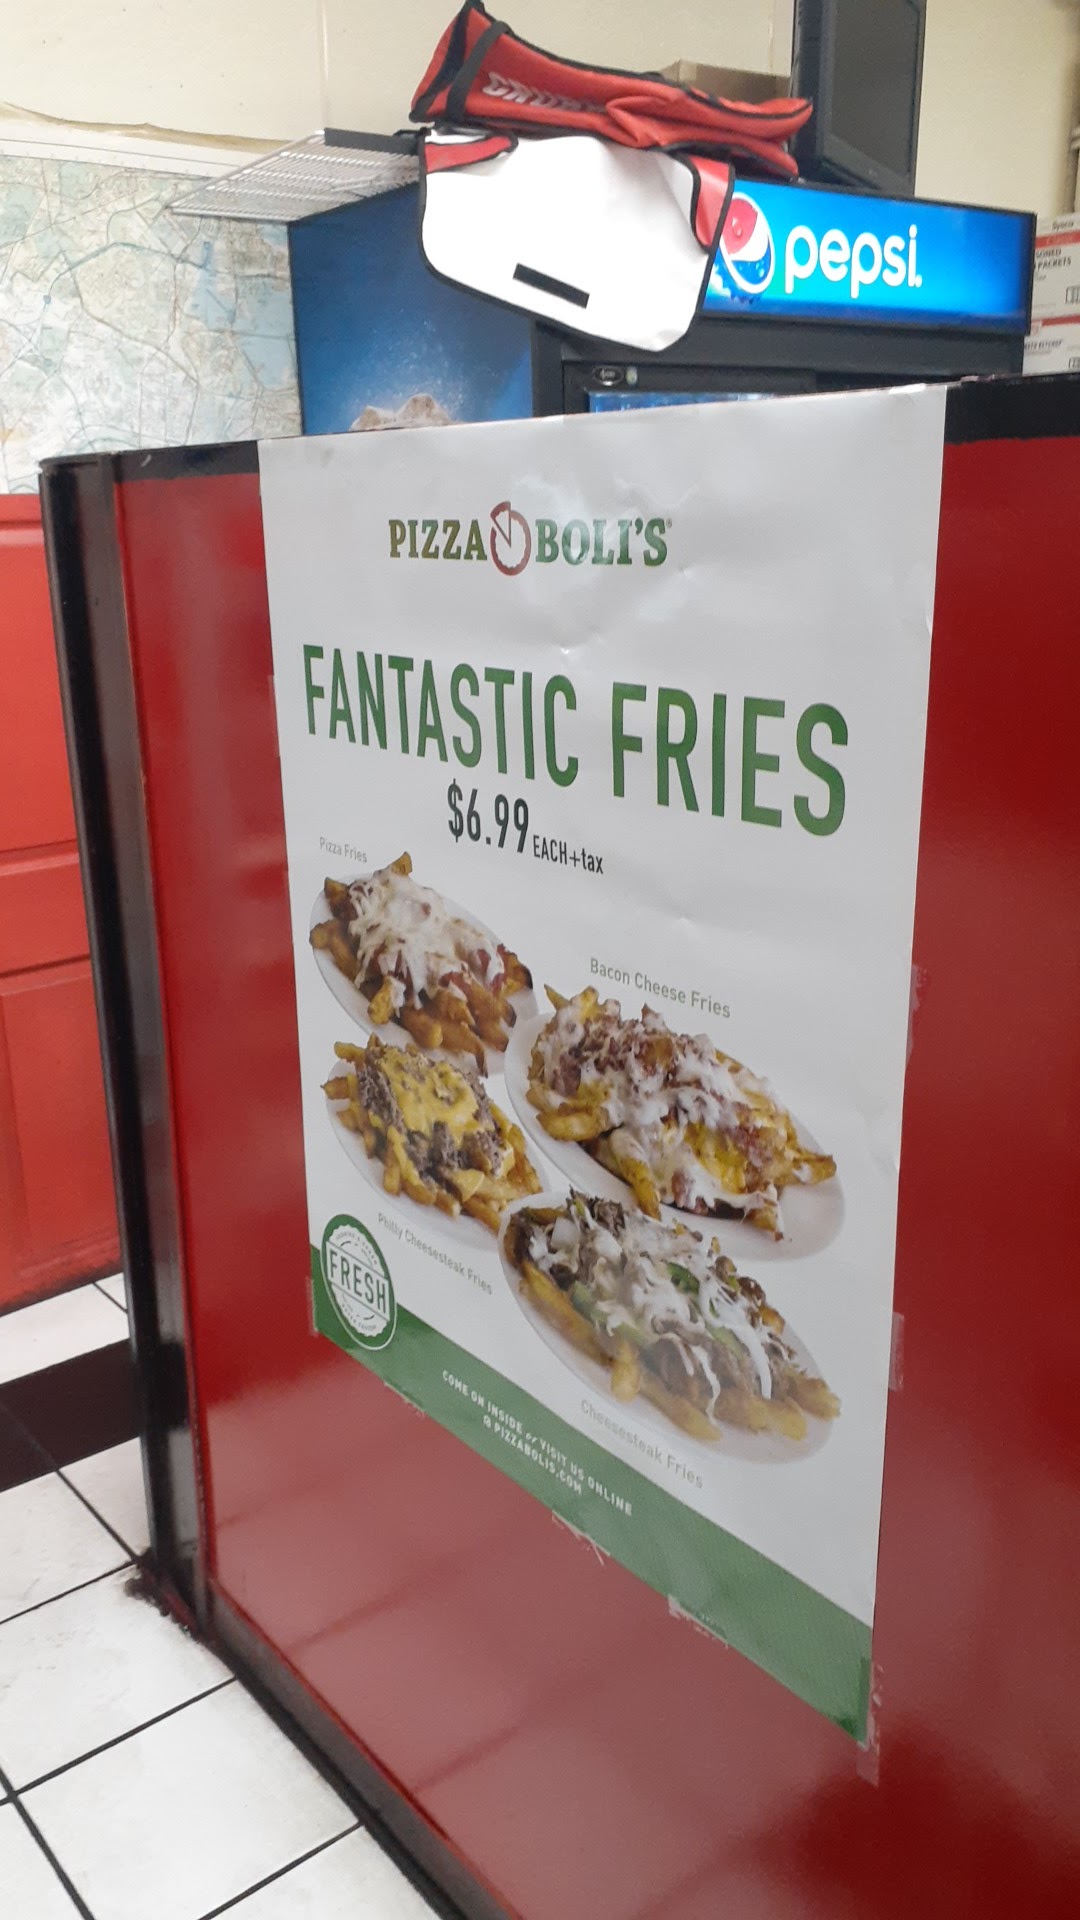 pepsi.
PIZZA BOLI'S
FANTASTIC FRIES
$6.99 EACH+tax
Pizza Fries
Bacon Cheese Fries
Philly Cheesesteak Fries
FRESH
Cheesesteak Fries
COME ON INSIDE or VISIT US ONLINE
@ PIZZABOLIS.COM